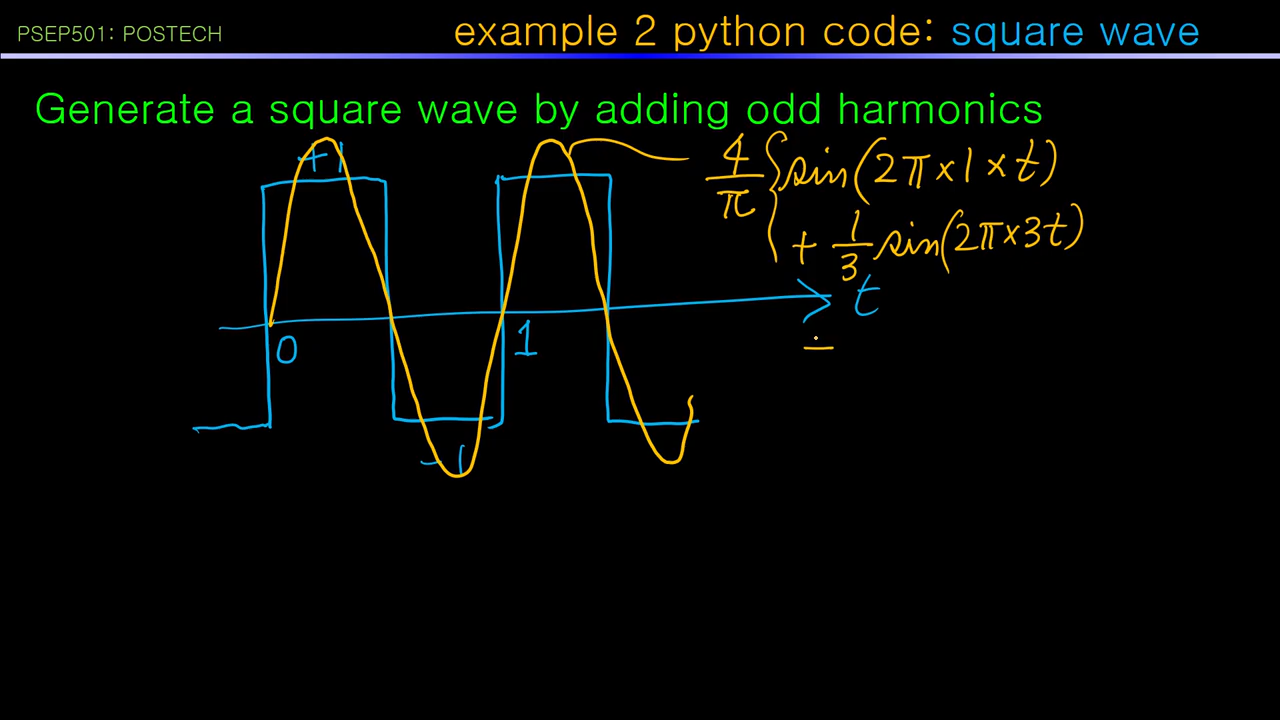 PSEP501: POSTECH
example 2 python code: square wave
Generate a square wave by adding odd harmonics
+1
4/π { sin(2π×1×t)
+ 1/3 sin(2π×3t)
t
0
1
-1